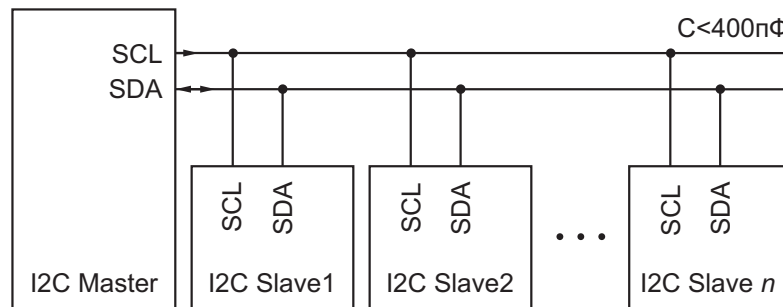 C<400пФ
SCL
SDA
SCL SDA SCL SDA SCL SDA
I2C Master I2C Slave1 I2C Slave2 ... I2C Slave n